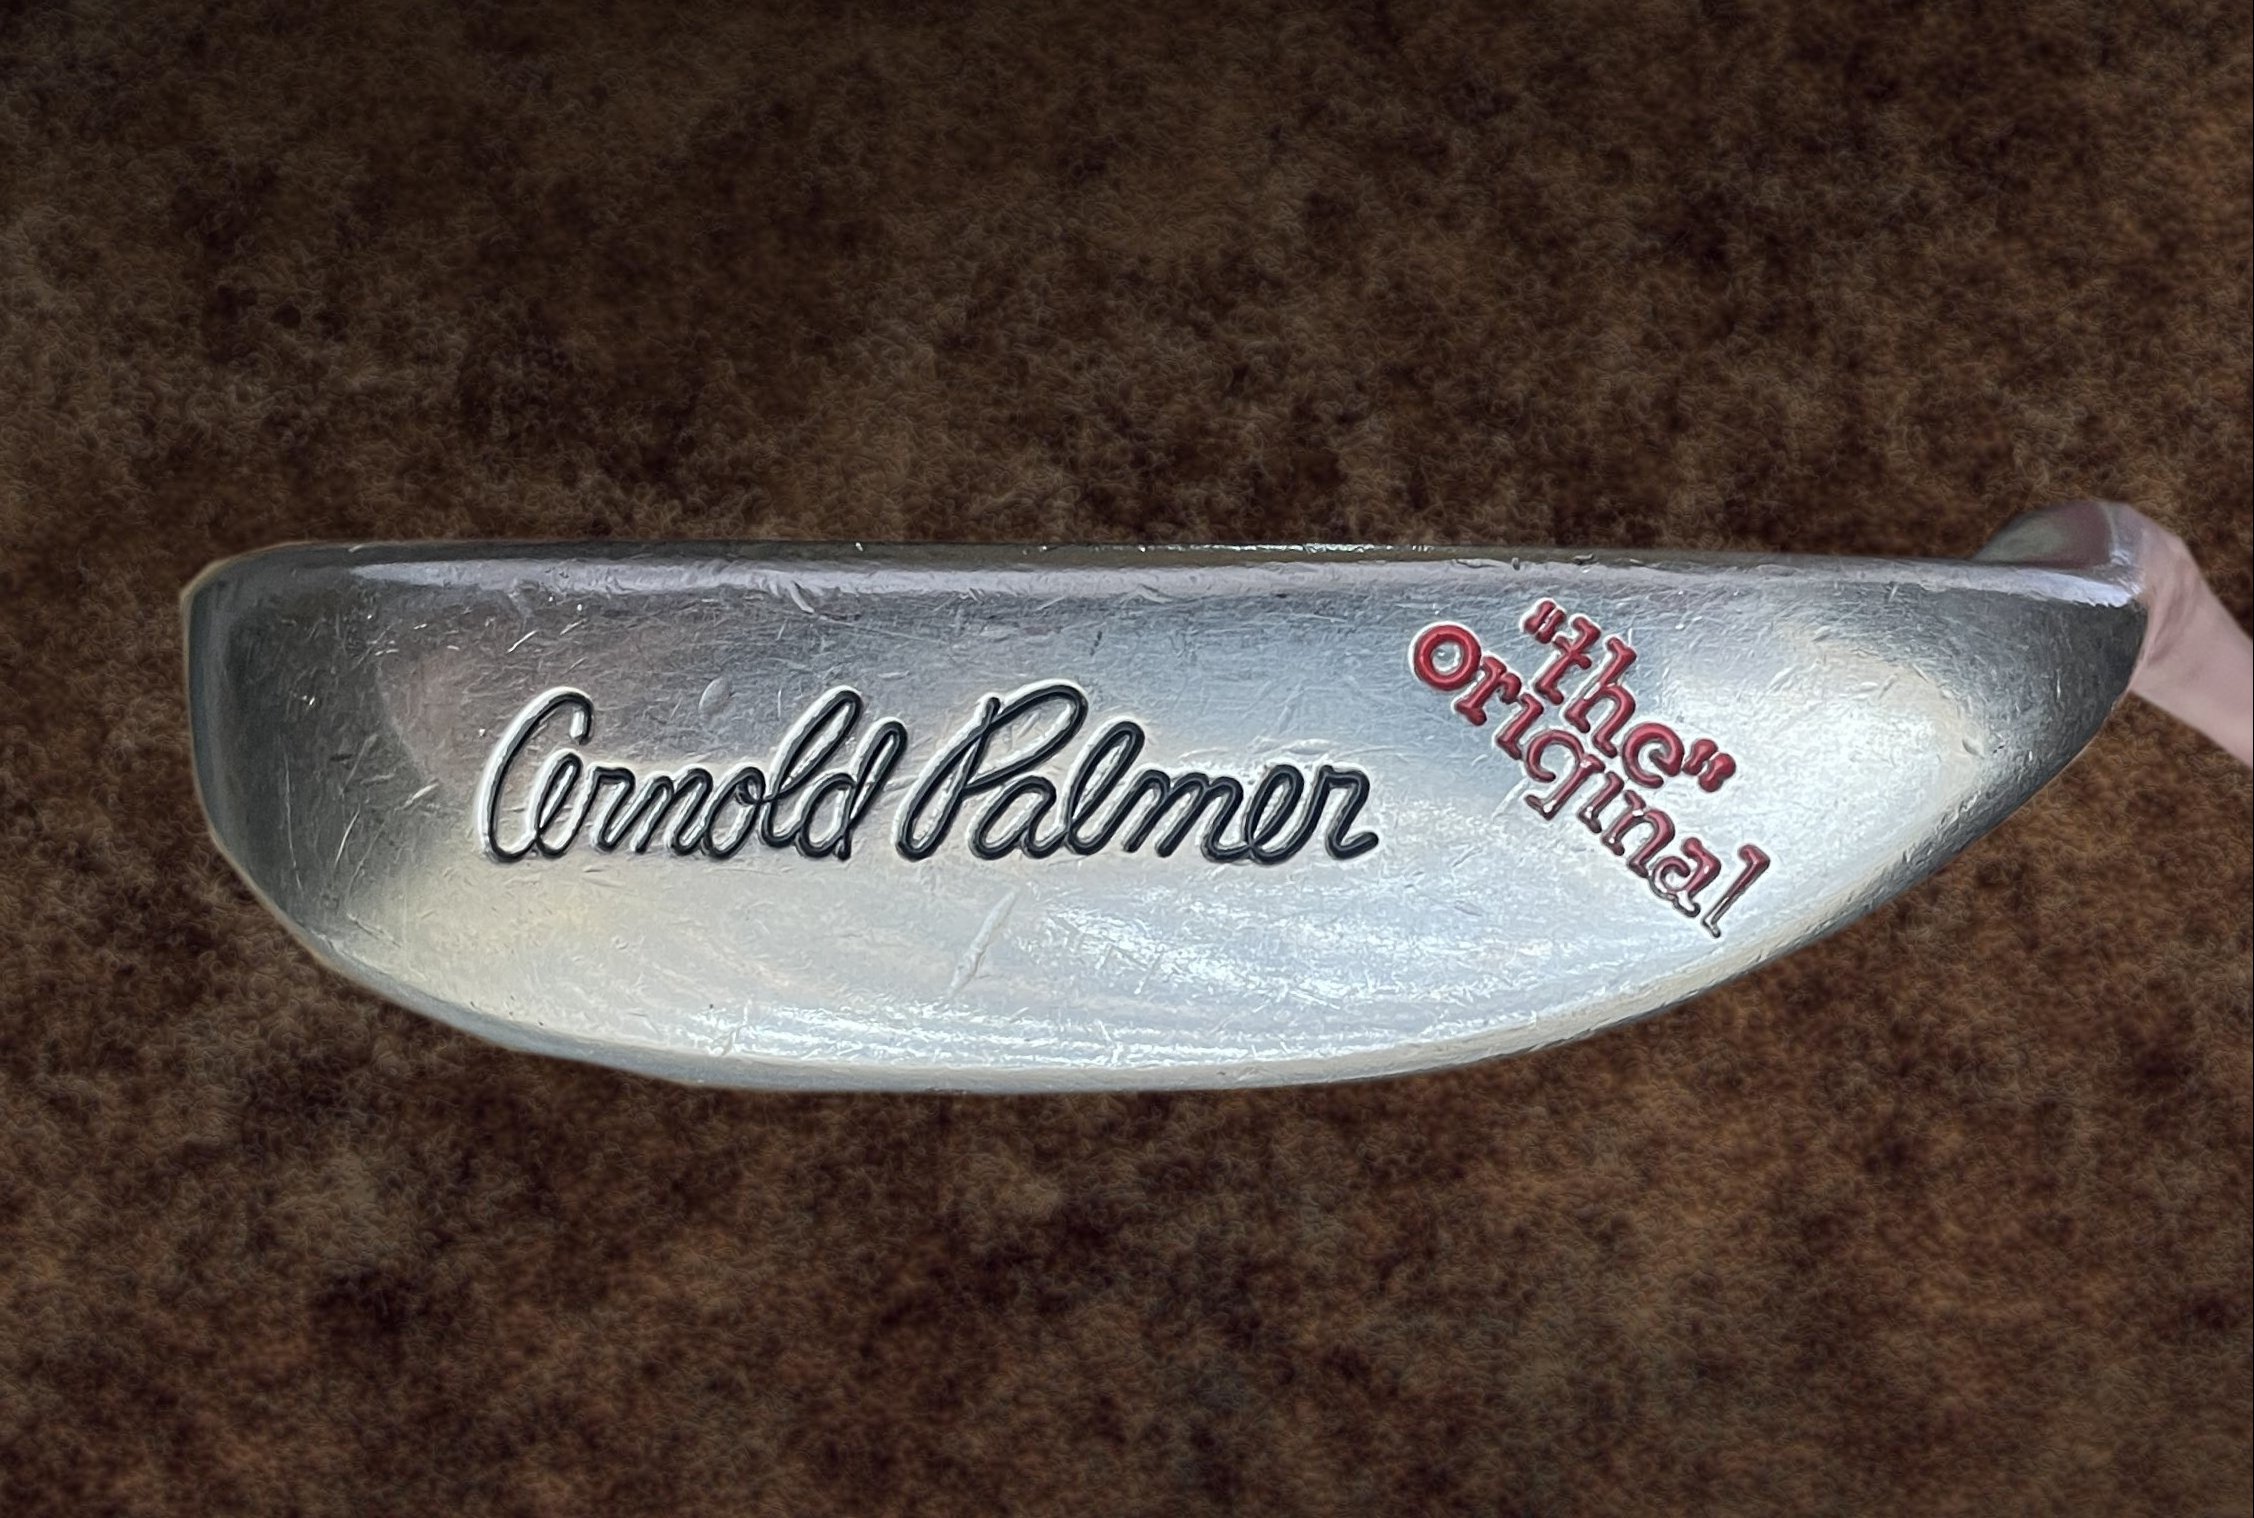 Arnold Palmer
"the"
original